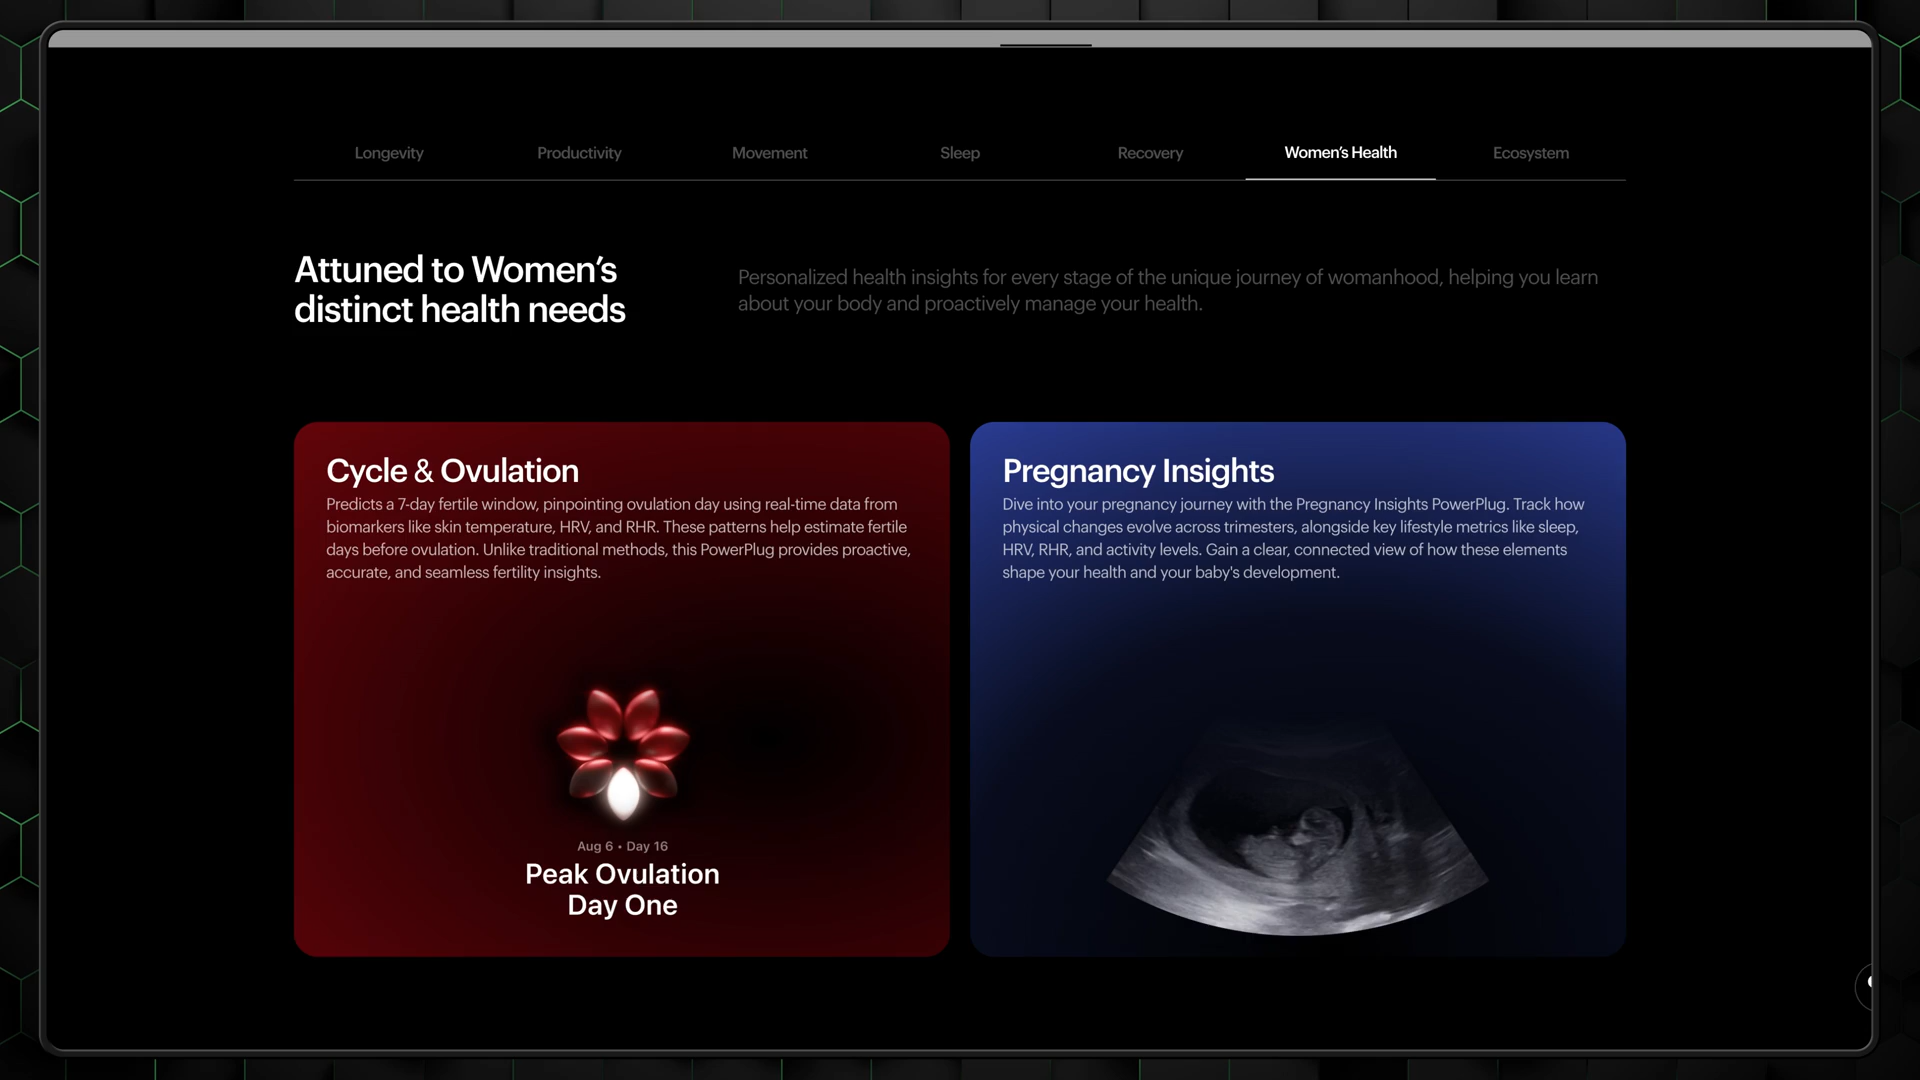 Longevity
Productivity
Movement
Sleep
Recovery
Women's Health
Ecosystem
Attuned to Women's
distinct health needs
Personalized health insights for every stage of the unique journey of womanhood, helping you learn
about your body and proactively manage your health.
Cycle & Ovulation
Predicts a 7-day fertile window, pinpointing ovulation day using real-time data from
biomarkers like skin temperature, HRV, and RHR. These patterns help estimate fertile
days before ovulation. Unlike traditional methods, this PowerPlug provides proactive,
accurate, and seamless fertility insights.
Aug 6 • Day 16
Peak Ovulation
Day One
Pregnancy Insights
Dive into your pregnancy journey with the Pregnancy Insights PowerPlug. Track how
physical changes evolve across trimesters, alongside key lifestyle metrics like sleep,
HRV, RHR, and activity levels. Gain a clear, connected view of how these elements
shape your health and your baby's development.